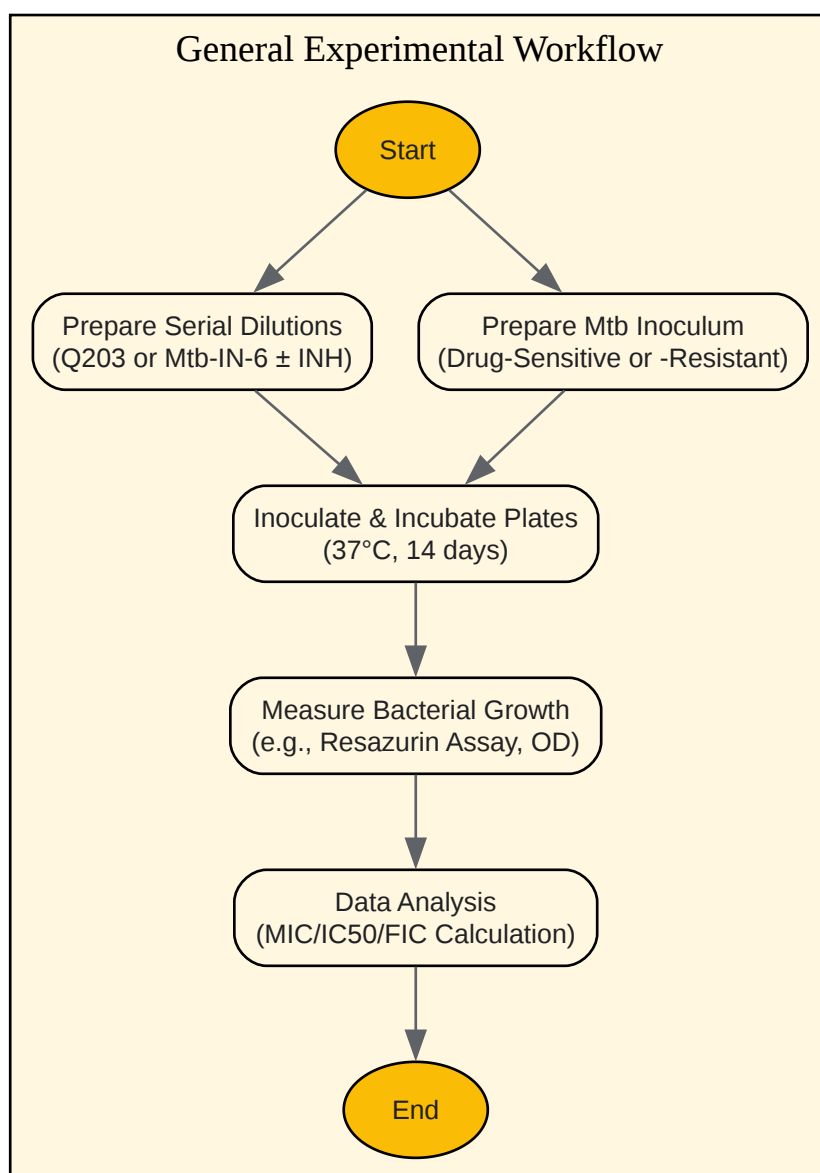 General Experimental Workflow
Start
Prepare Serial Dilutions
(Q203 or Mtb-IN-6 ± INH)
Prepare Mtb Inoculum
(Drug-Sensitive or -Resistant)
Inoculate & Incubate Plates
(37°C, 14 days)
Measure Bacterial Growth
(e.g., Resazurin Assay, OD)
Data Analysis
(MIC/IC50/FIC Calculation)
End